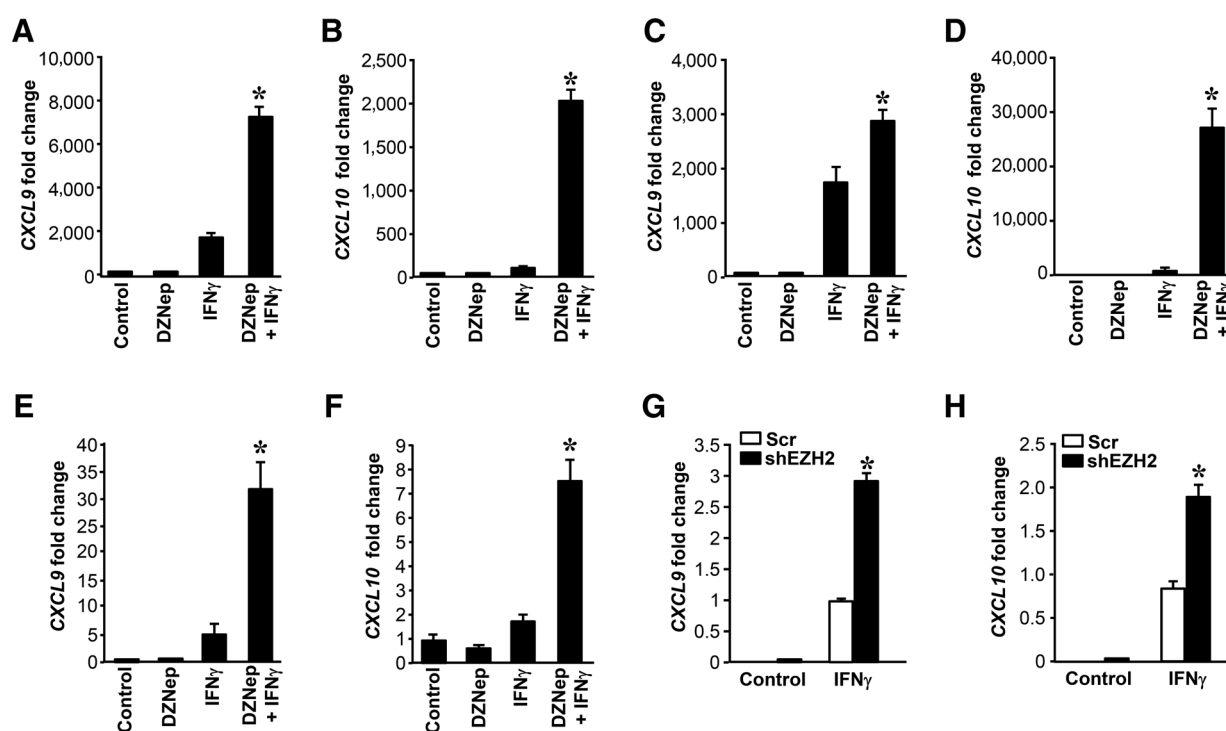 A
CXCL9 fold change
10,000
8,000
6,000
4,000
2,000
0
*
Control
DZNep
IFNγ
DZNep
+ IFNγ
B
CXCL10 fold change
2,500
2,000
1,500
1,000
500
0
*
Control
DZNep
IFNγ
DZNep
+ IFNγ
C
CXCL9 fold change
4,000
3,000
2,000
1,000
0
*
Control
DZNep
IFNγ
DZNep
+ IFNγ
D
CXCL10 fold change
40,000
30,000
20,000
10,000
0
*
Control
DZNep
IFNγ
DZNep
+ IFNγ
E
CXCL9 fold change
40
35
30
25
20
15
10
5
0
*
Control
DZNep
IFNγ
DZNep
+ IFNγ
F
CXCL10 fold change
9
8
7
6
5
4
3
2
1
0
*
Control
DZNep
IFNγ
DZNep
+ IFNγ
G
CXCL9 fold change
3.5
3
2.5
2
1.5
1
0.5
0
Scr
shEZH2
*
Control
IFNγ
H
CXCL10 fold change
2.5
2.0
1.5
1.0
0.5
0
Scr
shEZH2
*
Control
IFNγ